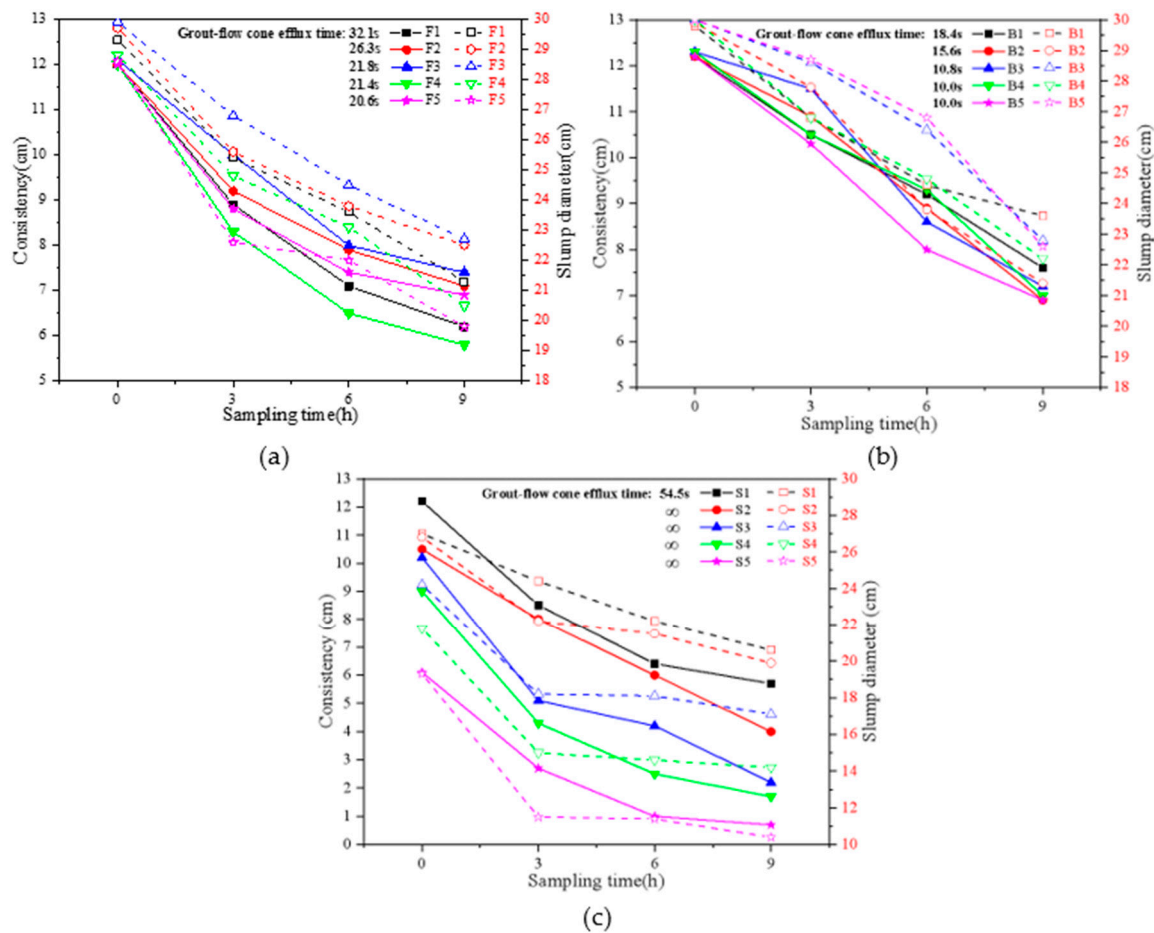 Grout-flow cone efflux time: 32.1s F1 F1
26.3s F2 F2
21.8s F3 F3
21.4s F4 F4
20.6s F5 F5
Consistency(cm)
13
12
11
10
9
8
7
6
5
Slump diameter(cm)
30
29
28
27
26
25
24
23
22
21
20
19
18
0 3 6 9
Sampling time(h)
(a)
Grout-flow cone efflux time: 18.4s B1 B1
15.6s B2 B2
10.8s B3 B3
10.0s B4 B4
10.0s B5 B5
Consistency(cm)
13
12
11
10
9
8
7
6
5
Slump diameter(cm)
30
29
28
27
26
25
24
23
22
21
20
19
18
0 3 6 9
Sampling time(h)
(b)
Grout-flow cone efflux time: 54.5s S1 S1
∞ S2 S2
∞ S3 S3
∞ S4 S4
∞ S5 S5
Consistency (cm)
13
12
11
10
9
8
7
6
5
4
3
2
1
0
Slump diameter (cm)
30
28
26
24
22
20
18
16
14
12
10
0 3 6 9
Sampling time(h)
(c)